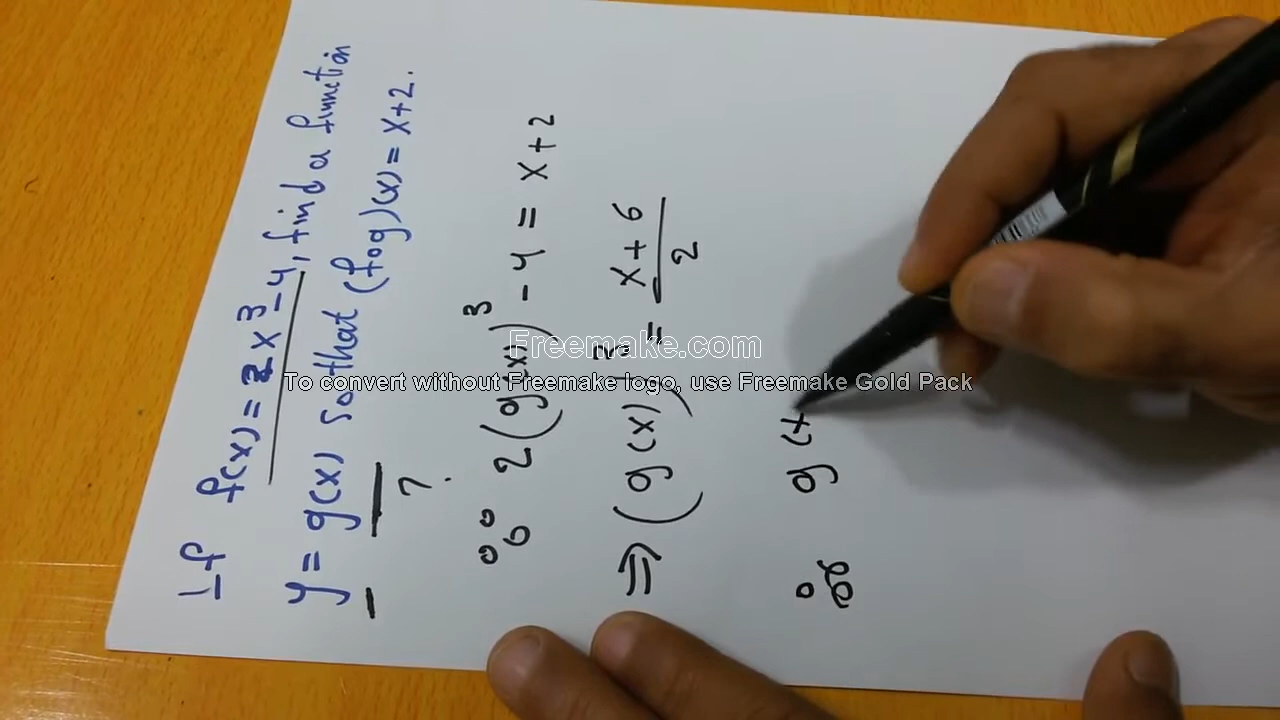 If f(x) = 2x³ - 4, find a function
y = g(x) so that (fog)(x) = x+2.
?
∴ 2(g(x))³ - 4 = x + 2
⇒ (g(x))³ = x + 6 / 2
∴ g(x
Freemake.com
To convert without Freemake logo, use Freemake Gold Pack